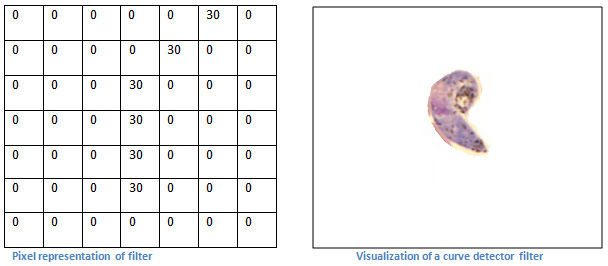 0 0 0 0 0 30 0
0 0 0 0 30 0 0
0 0 0 30 0 0 0
0 0 0 30 0 0 0
0 0 0 30 0 0 0
0 0 0 30 0 0 0
0 0 0 0 0 0 0
Pixel representation of filter
Visualization of a curve detector filter